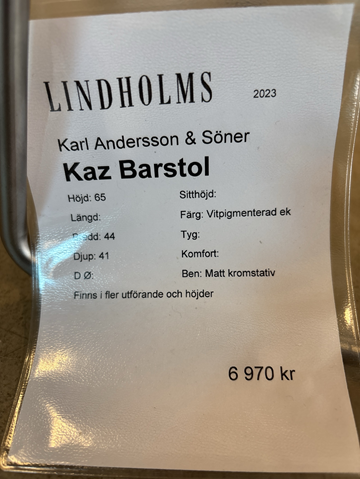 LINDHOLMS 2023
Karl Andersson & Söner
Kaz Barstol
Höjd: 65 Sitthöjd:
Längd: Färg: Vitpigmenterad ek
Bredd: 44 Tyg:
Djup: 41 Komfort:
D Ø: Ben: Matt kromstativ
Finns i fler utförande och höjder
6 970 kr